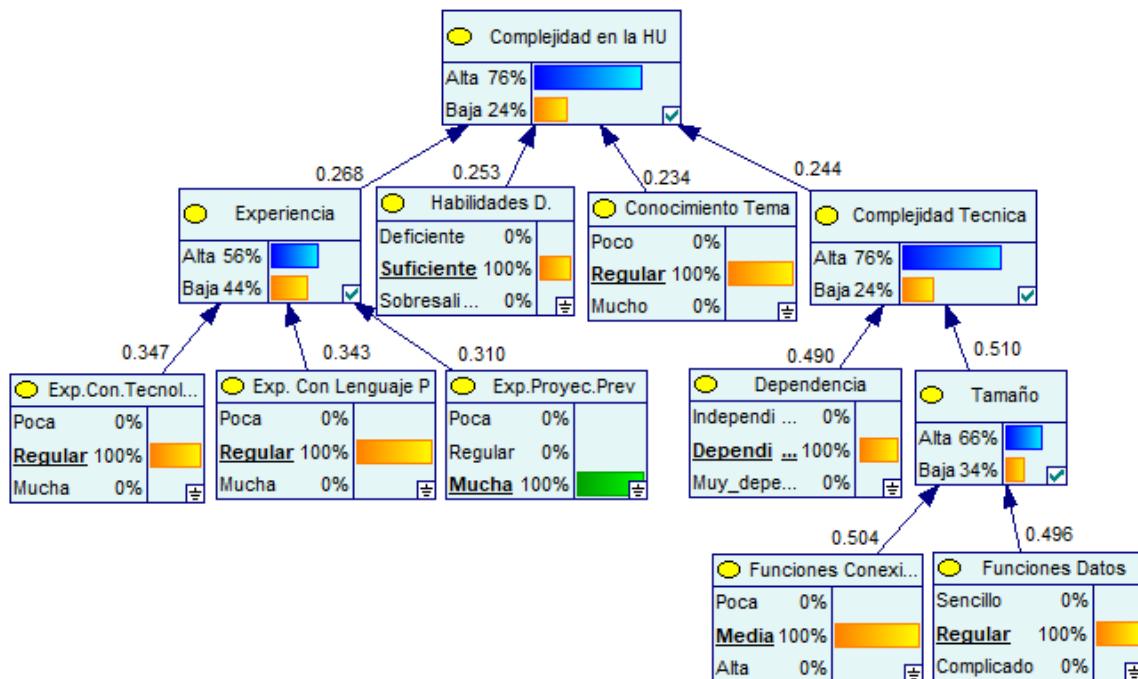 Complejidad en la HU
Alta 76%
Baja 24%
0.268
0.253
0.234
0.244
Experiencia
Alta 56%
Baja 44%
Habilidades D.
Deficiente 0%
Suficiente 100%
Sobresali ... 0%
Conocimiento Tema
Poco 0%
Regular 100%
Mucho 0%
Complejidad Tecnica
Alta 76%
Baja 24%
0.347
0.343
0.310
0.490
0.510
Exp.Con.Tecnol...
Poca 0%
Regular 100%
Mucha 0%
Exp. Con Lenguaje P
Poca 0%
Regular 100%
Mucha 0%
Exp.Proyec.Prev
Poca 0%
Regular 0%
Mucha 100%
Dependencia
Independi ... 0%
Dependi ... 100%
Muy_depe... 0%
Tamaño
Alta 66%
Baja 34%
0.504
0.496
Funciones Conexi...
Poca 0%
Media 100%
Alta 0%
Funciones Datos
Sencillo 0%
Regular 100%
Complicado 0%